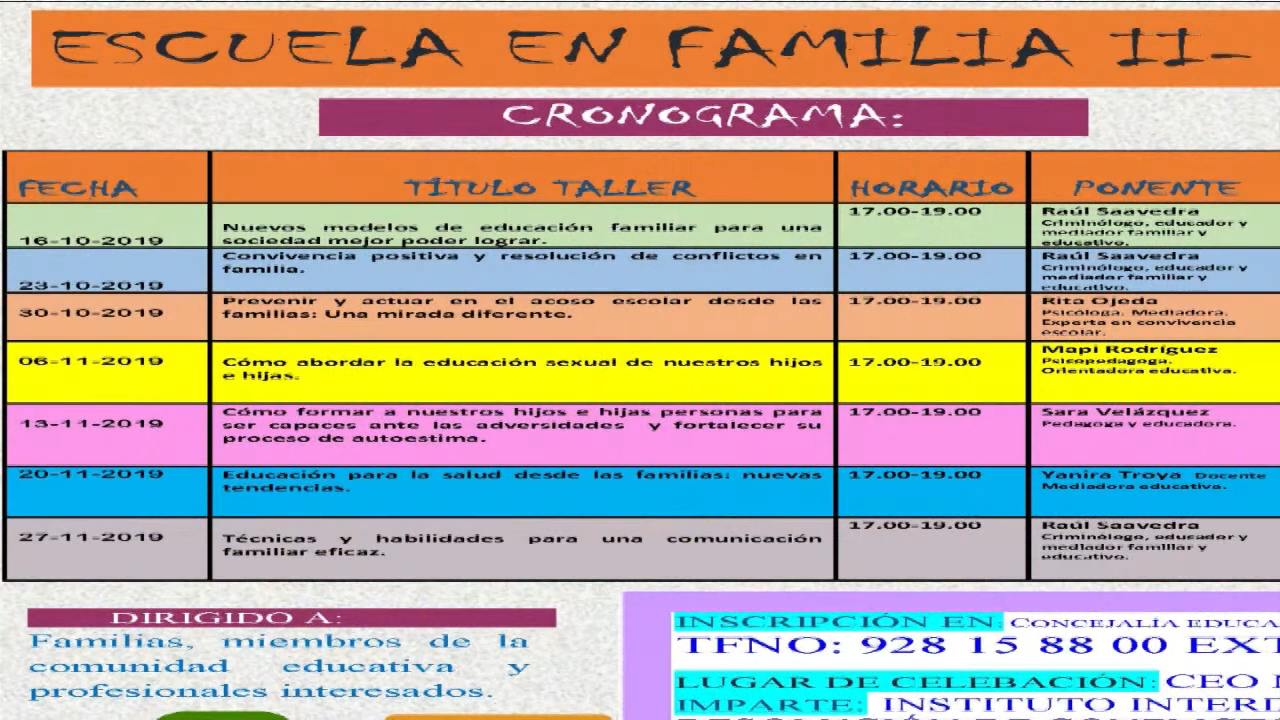 ESCUELA EN FAMILIA II-
CRONOGRAMA:
FECHA TÍTULO TALLER HORARIO PONENTE
16-10-2019 Nuevos modelos de educación familiar para una sociedad mejor poder lograr. 17.00-19.00 Raúl Saavedra Criminólogo, educador y mediador familiar y educativo.
23-10-2019 Convivencia positiva y resolución de conflictos en familia. 17.00-19.00 Raúl Saavedra Criminólogo, educador y mediador familiar y educativo.
30-10-2019 Prevenir y actuar en el acoso escolar desde las familias: Una mirada diferente. 17.00-19.00 Rita Ojeda Psicóloga. Mediadora. Experta en convivencia escolar.
06-11-2019 Cómo abordar la educación sexual de nuestros hijos e hijas. 17.00-19.00 Mapi Rodríguez Psicopedagoga. Orientadora educativa.
13-11-2019 Cómo formar a nuestros hijos e hijas personas para ser capaces ante las adversidades y fortalecer su proceso de autoestima. 17.00-19.00 Sara Velázquez Pedagoga y educadora.
20-11-2019 Educación para la salud desde las familias: nuevas tendencias. 17.00-19.00 Yanira Troya Docente Mediadora educativa.
27-11-2019 Técnicas y habilidades para una comunicación familiar eficaz. 17.00-19.00 Raúl Saavedra Criminólogo, educador y mediador familiar y educativo.
DIRIGIDO A:
Familias, miembros de la
comunidad educativa y
profesionales interesados.
INSCRIPCIÓN EN: CONCEJALÍA EDUCA
TFNO: 928 15 88 00 EXT
LUGAR DE CELEBACIÓN: CEO
IMPARTE: INSTITUTO INTERD